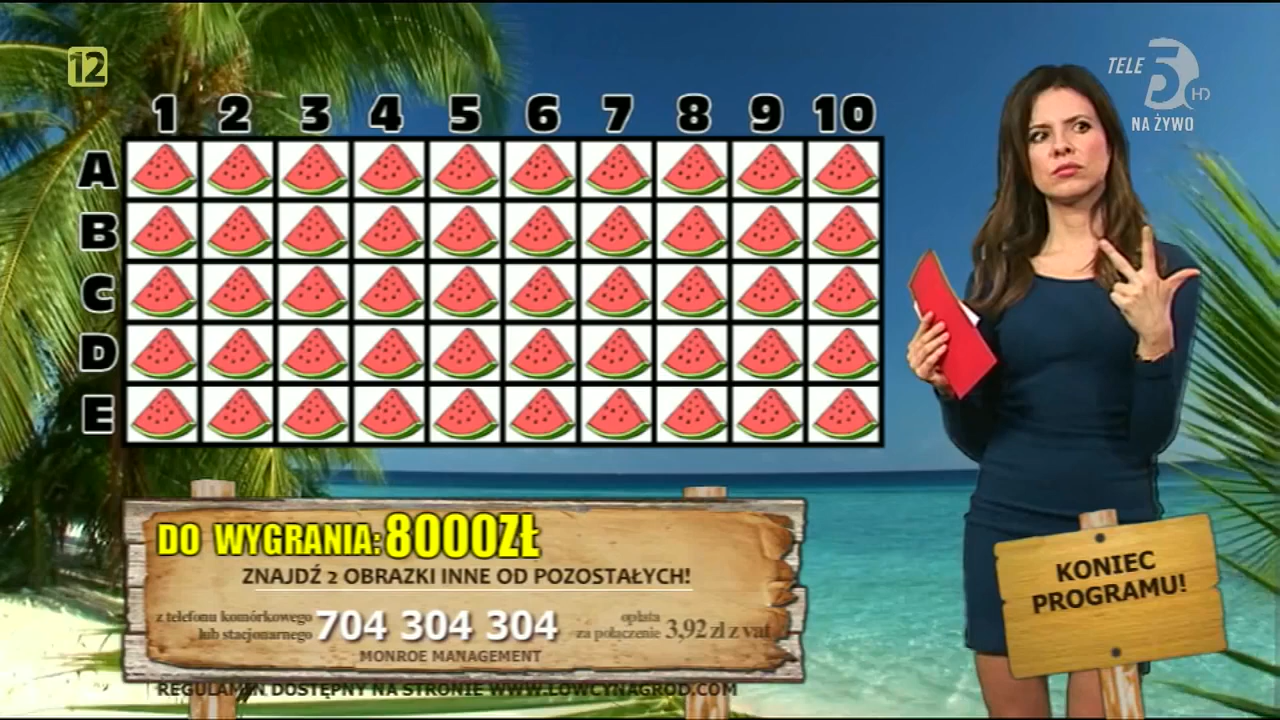 12
TELE 5 HD
NA ŻYWO
1 2 3 4 5 6 7 8 9 10
A
B
C
D
E
DO WYGRANIA: 8000ZŁ
ZNAJDŹ 2 OBRAZKI INNE OD POZOSTAŁYCH!
z telefonu komórkowego
lub stacjonarnego
704 304 304
opłata
za połączenie 3,92 zł z vat
MONROE MANAGEMENT
REGULAMIN DOSTĘPNY NA STRONIE WWW.LOWCYNAGROD.COM
KONIEC
PROGRAMU!